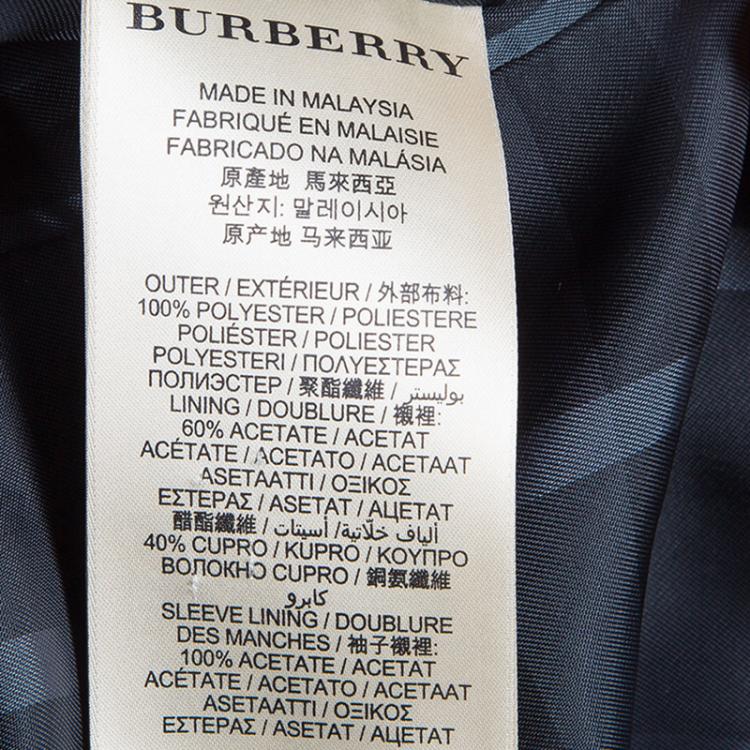 BURBERRY
MADE IN MALAYSIA
FABRIQUÉ EN MALAISIE
FABRICADO NA MALÁSIA
原產地 馬來西亞
원산지: 말레이시아
原产地 马来西亚
OUTER / EXTÉRIEUR / 外部布料:
100% POLYESTER / POLIESTERE
POLIÉSTER / POLIESTER
POLYESTERI / ΠΟΛΥΕΣΤΕΡΑΣ
ПОЛИЭСТЕР / 聚酯纖維 / بوليستر
LINING / DOUBLURE / 襯裡:
60% ACETATE / ACETAT
ACÉTATE / ACETATO / ACETAAT
ASETAATTI / ΟΞΙΚΟΣ
ΕΣΤΕΡΑΣ / ASETAT / АЦЕТАТ
醋酯纖維 / ألياف خلّاتية/ أسيتات
40% CUPRO / KUPRO / ΚΟΥΠΡΟ
ВОЛОКНО CUPRO / 銅氨纖維
كابرو
SLEEVE LINING / DOUBLURE
DES MANCHES / 袖子襯裡:
100% ACETATE / ACETAT
ACÉTATE / ACETATO / ACETAAT
ASETAATTI / ΟΞΙΚΟΣ
ΕΣΤΕΡΑΣ / ASETAT / АЦЕТАТ